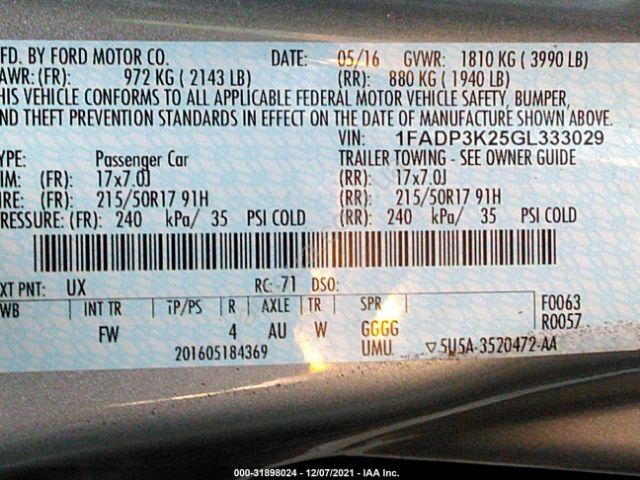 FD. BY FORD MOTOR CO. DATE: 05/16 GVWR: 1810 KG ( 3990 LB)
AWR: (FR): 972 KG ( 2143 LB) (RR): 880 KG ( 1940 LB)
HIS VEHICLE CONFORMS TO ALL APPLICABLE FEDERAL MOTOR VEHICLE SAFETY, BUMPER,
ND THEFT PREVENTION STANDARDS IN EFFECT ON THE DATE OF MANUFACTURE SHOWN ABOVE.
VIN: 1FADP3K25GL333029
YPE: Passenger Car TRAILER TOWING - SEE OWNER GUIDE
IM: (FR): 17x7.0J (RR): 17x7.0J
IRE: (FR): 215/50R17 91H (RR): 215/50R17 91H
RESSURE: (FR): 240 kPa/ 35 PSI COLD (RR): 240 kPa/ 35 PSI COLD
XT PNT: UX RC: 71 DSO:
WB INT TR TP/PS R AXLE TR SPR F0063
FW 4 AU W GGGG R0057
201605184369 UMU ▽5U5A-3520472-AA
000-31898024 - 12/07/2021 - IAA Inc.